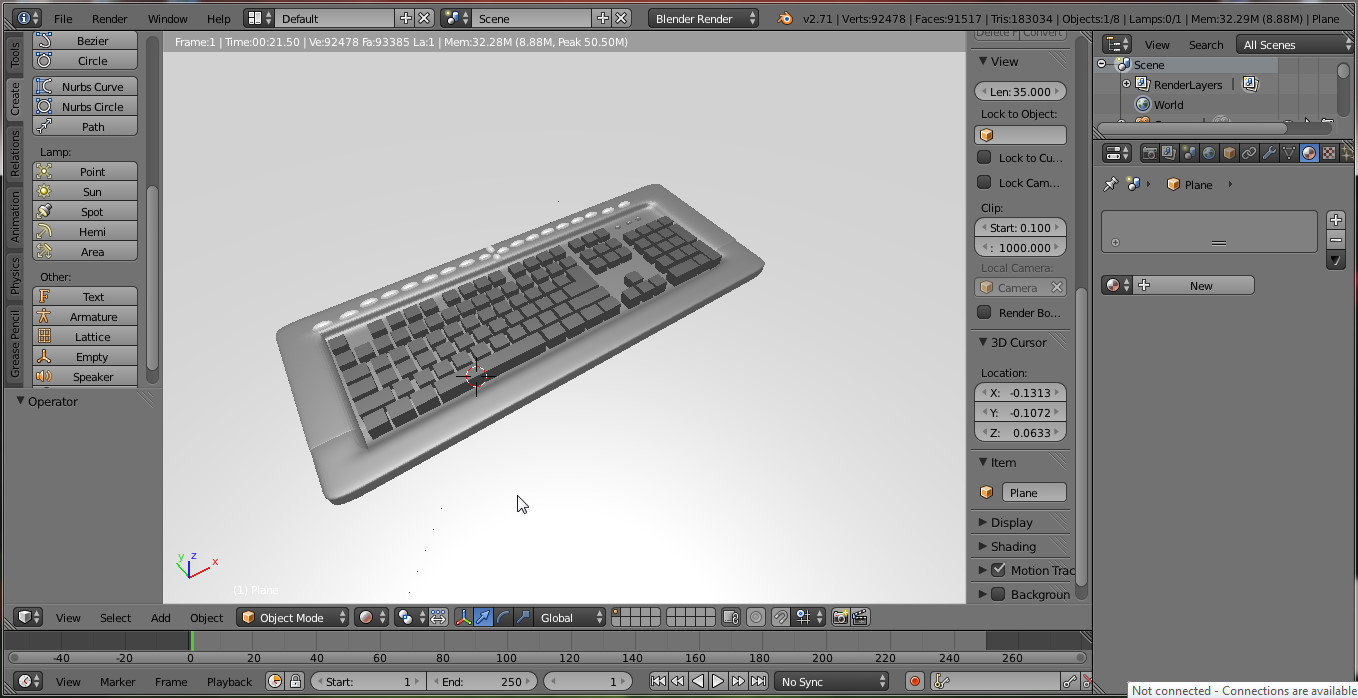 File Render Window Help Default Scene Blender Render v2.71 | Verts:92478 | Faces:91517 | Tris:183034 | Objects:1/8 | Lamps:0/1 | Mem:32.29M (8.88M) | Plane
Frame:1 | Time:00:21.50 | Ve:92478 Fa:93385 La:1 | Mem:32.28M (8.88M, Peak 50.50M)
Tools
Create
Relations
Animation
Physics
Grease Pencil
Bezier
Circle
Nurbs Curve
Nurbs Circle
Path
Lamp:
Point
Sun
Spot
Hemi
Area
Other:
Text
Armature
Lattice
Empty
Speaker
Operator
y z x
(1) Plane
View
Len: 35.000
Lock to Object:
Lock to Cu...
Lock Cam...
Clip:
Start: 0.100
: 1000.000
Local Camera:
Camera
Render Bo...
3D Cursor
Location:
X: -0.1313
Y: -0.1072
Z: 0.0633
Item
Plane
Display
Shading
Motion Trac
Backgroun
View Search All Scenes
Scene
RenderLayers
World
Plane
New
View Select Add Object Object Mode Global
-40 -20 0 20 40 60 80 100 120 140 160 180 200 220 240 260
View Marker Frame Playback Start: 1 End: 250 1 No Sync
Not connected - Connections are available